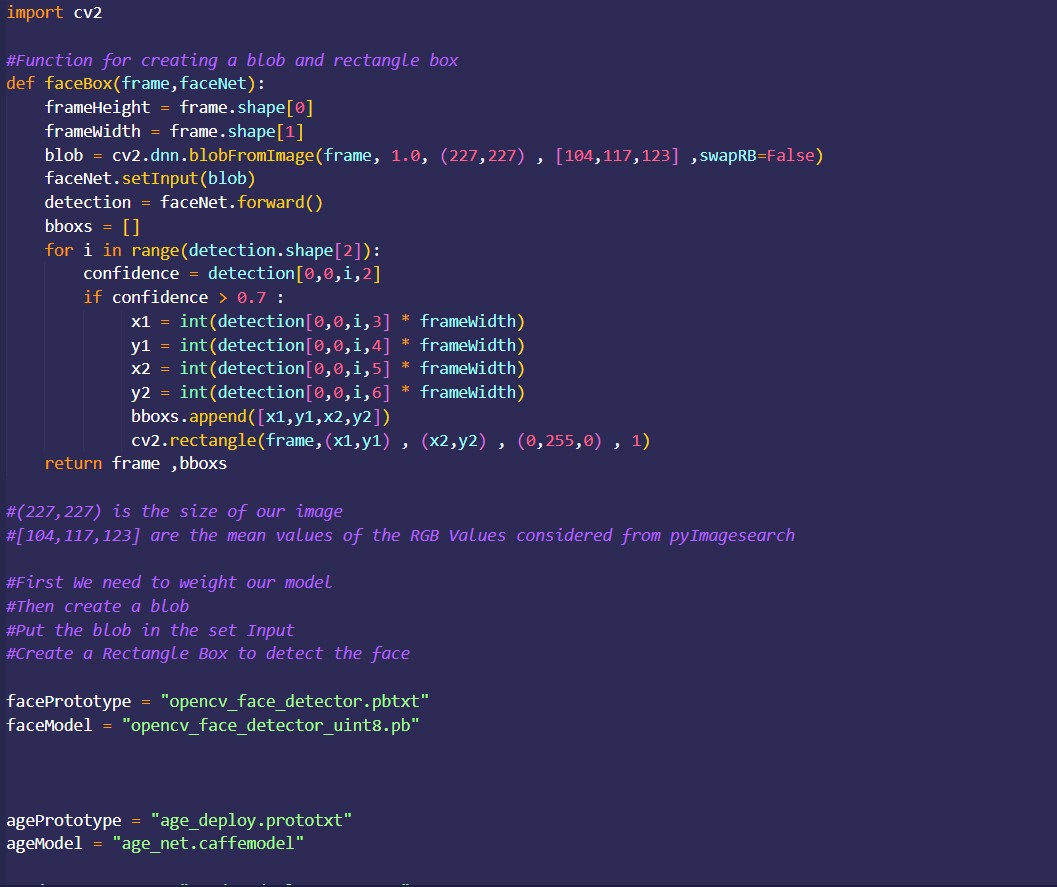 import cv2
#Function for creating a blob and rectangle box
def faceBox(frame,faceNet):
    frameHeight = frame.shape[0]
    frameWidth = frame.shape[1]
    blob = cv2.dnn.blobFromImage(frame, 1.0, (227,227) , [104,117,123] ,swapRB=False)
    faceNet.setInput(blob)
    detection = faceNet.forward()
    bboxs = []
    for i in range(detection.shape[2]):
        confidence = detection[0,0,i,2]
        if confidence > 0.7 :
             x1 = int(detection[0,0,i,3] * frameWidth)
             y1 = int(detection[0,0,i,4] * frameWidth)
             x2 = int(detection[0,0,i,5] * frameWidth)
             y2 = int(detection[0,0,i,6] * frameWidth)
             bboxs.append([x1,y1,x2,y2])
             cv2.rectangle(frame,(x1,y1) , (x2,y2) , (0,255,0) , 1)
    return frame ,bboxs
#(227,227) is the size of our image
#[104,117,123] are the mean values of the RGB Values considered from pyImagesearch
#First We need to weight our model
#Then create a blob
#Put the blob in the set Input
#Create a Rectangle Box to detect the face
facePrototype = "opencv_face_detector.pbtxt"
faceModel = "opencv_face_detector_uint8.pb"
agePrototype = "age_deploy.prototxt"
ageModel = "age_net.caffemodel"